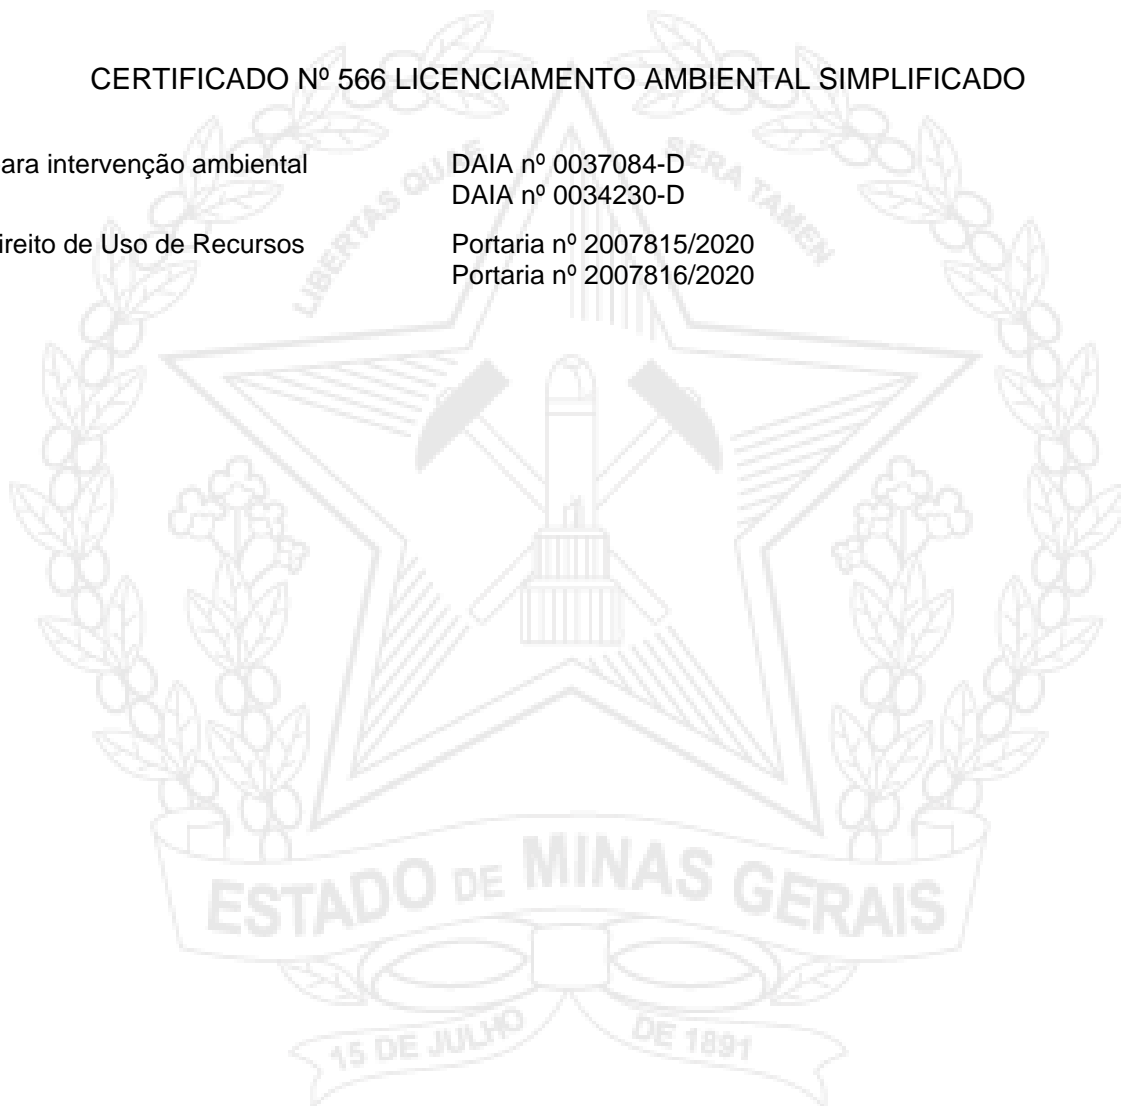 CERTIFICADO Nº 566 LICENCIAMENTO AMBIENTAL SIMPLIFICADO
ara intervenção ambiental DAIA nº 0037084-D
DAIA nº 0034230-D
ireito de Uso de Recursos Portaria nº 2007815/2020
Portaria nº 2007816/2020
LIBERTAS QUÆ SERA TAMEN
ESTADO DE MINAS GERAIS
15 DE JULHO DE 1891